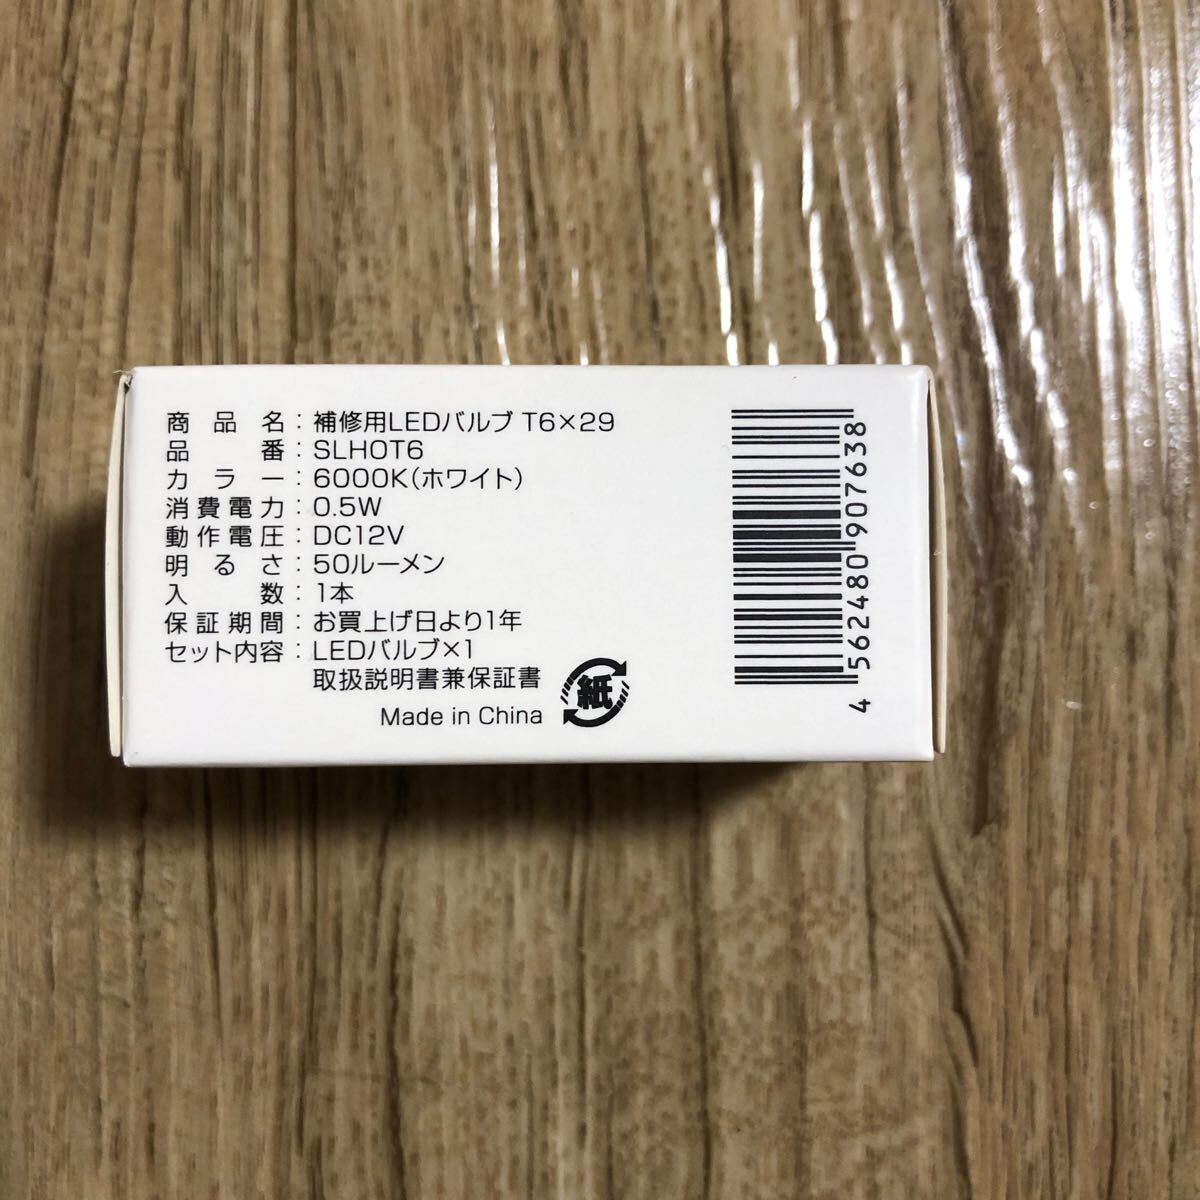 商品名：補修用LEDバルブ T6×29
品番：SLHOT6
カラー：6000K(ホワイト)
消費電力：0.5W
動作電圧：DC12V
明るさ：50ルーメン
入数：1本
保証期間：お買上げ日より1年
セット内容：LEDバルブ×1
取扱説明書兼保証書
Made in China
紙
4562480907638